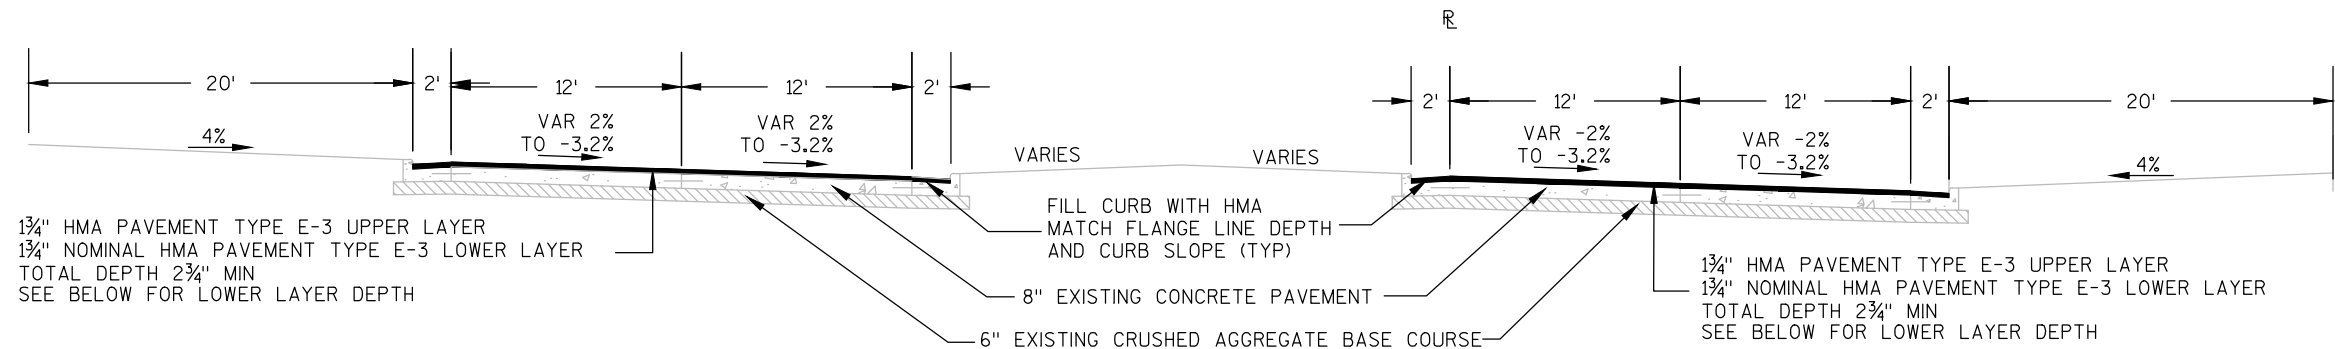 RL
20' 2' 12' 12' 2' 2' 12' 12' 2' 20'
VAR 2%
TO -3.2%
VAR 2%
TO -3.2%
VAR -2%
TO -3.2%
VAR -2%
TO -3.2%
4%
VARIES
VARIES
4%
1¾" HMA PAVEMENT TYPE E-3 UPPER LAYER
1¾" NOMINAL HMA PAVEMENT TYPE E-3 LOWER LAYER
TOTAL DEPTH 2¾" MIN
SEE BELOW FOR LOWER LAYER DEPTH
FILL CURB WITH HMA
MATCH FLANGE LINE DEPTH
AND CURB SLOPE (TYP)
8" EXISTING CONCRETE PAVEMENT
6" EXISTING CRUSHED AGGREGATE BASE COURSE
1¾" HMA PAVEMENT TYPE E-3 UPPER LAYER
1¾" NOMINAL HMA PAVEMENT TYPE E-3 LOWER LAYER
TOTAL DEPTH 2¾" MIN
SEE BELOW FOR LOWER LAYER DEPTH